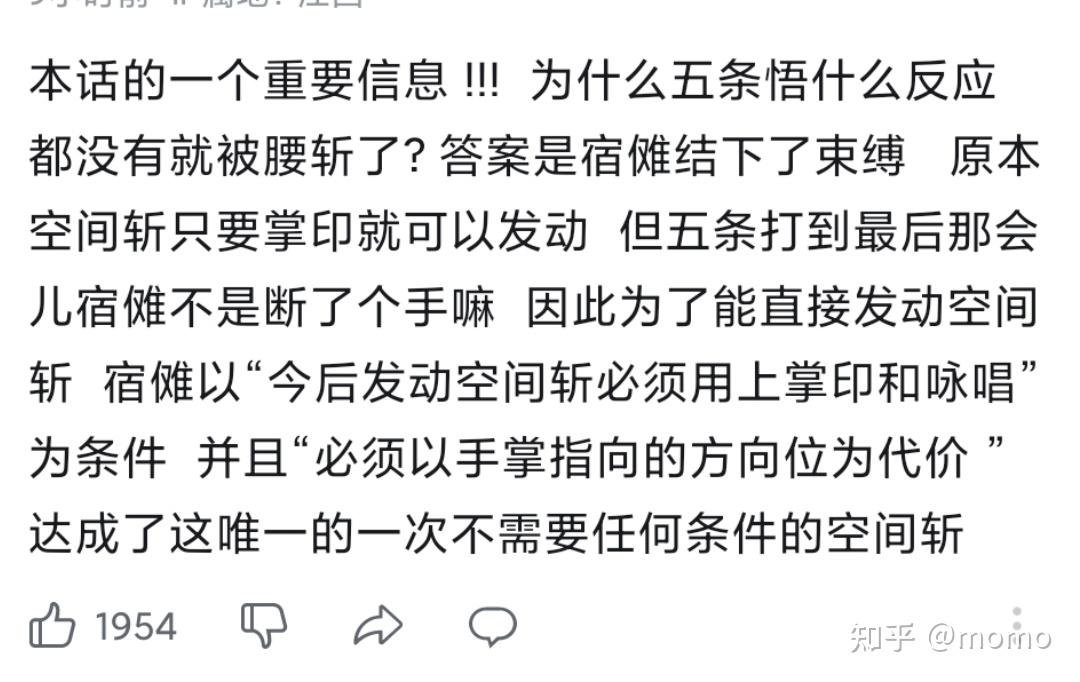 本话的一个重要信息!!! 为什么五条悟什么反应
都没有就被腰斩了?答案是宿傩结下了束缚 原本
空间斩只要掌印就可以发动 但五条打到最后那会
儿宿傩不是断了个手嘛 因此为了能直接发动空间
斩 宿傩以“今后发动空间斩必须用上掌印和咏唱”
为条件 并且“必须以手掌指向的方向位为代价 ”
达成了这唯一的一次不需要任何条件的空间斩
1954
知乎 @momo